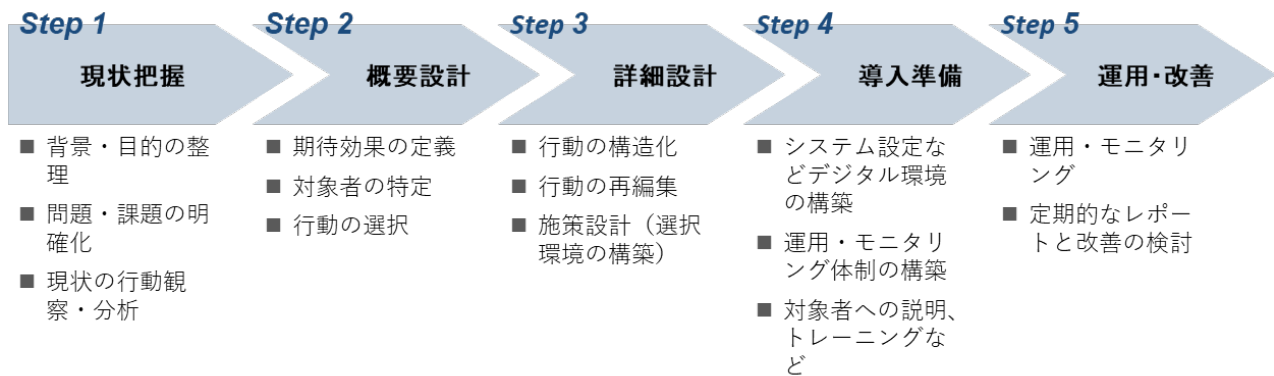 Step 1
現状把握
■ 背景・目的の整
理
■ 問題・課題の明
確化
■ 現状の行動観
察・分析
Step 2
概要設計
■ 期待効果の定義
■ 対象者の特定
■ 行動の選択
Step 3
詳細設計
■ 行動の構造化
■ 行動の再編集
■ 施策設計（選択
環境の構築）
Step 4
導入準備
■ システム設定な
どデジタル環境
の構築
■ 運用・モニタリ
ング体制の構築
■ 対象者への説明、
トレーニングな
ど
Step 5
運用・改善
■ 運用・モニタリ
ング
■ 定期的なレポー
トと改善の検討